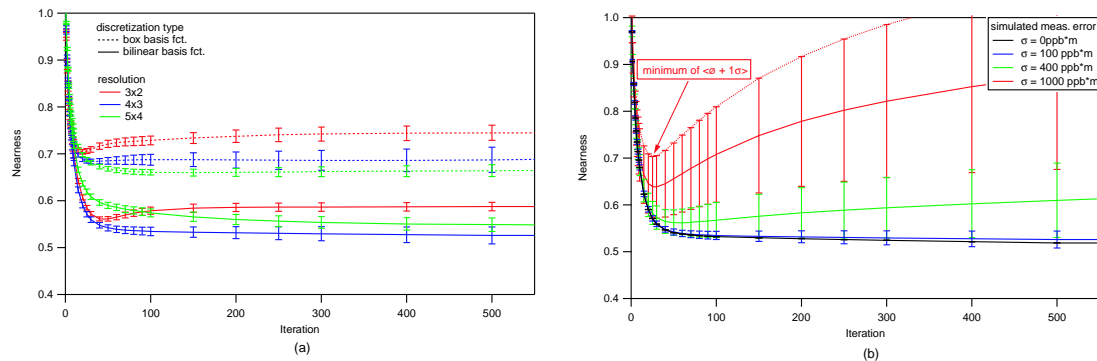 1.0
0.9
0.8
0.7
0.6
0.5
0.4
Nearness
discretization type
box basis fct.
bilinear basis fct.
resolution
3x2
4x3
5x4
0 100 200 300 400 500
Iteration
(a)
1.0
0.9
0.8
0.7
0.6
0.5
0.4
Nearness
minimum of <ø + 1σ>
simulated meas. error
σ = 0ppb*m
σ = 100 ppb*m
σ = 400 ppb*m
σ = 1000 ppb*m
0 100 200 300 400 500
Iteration
(b)